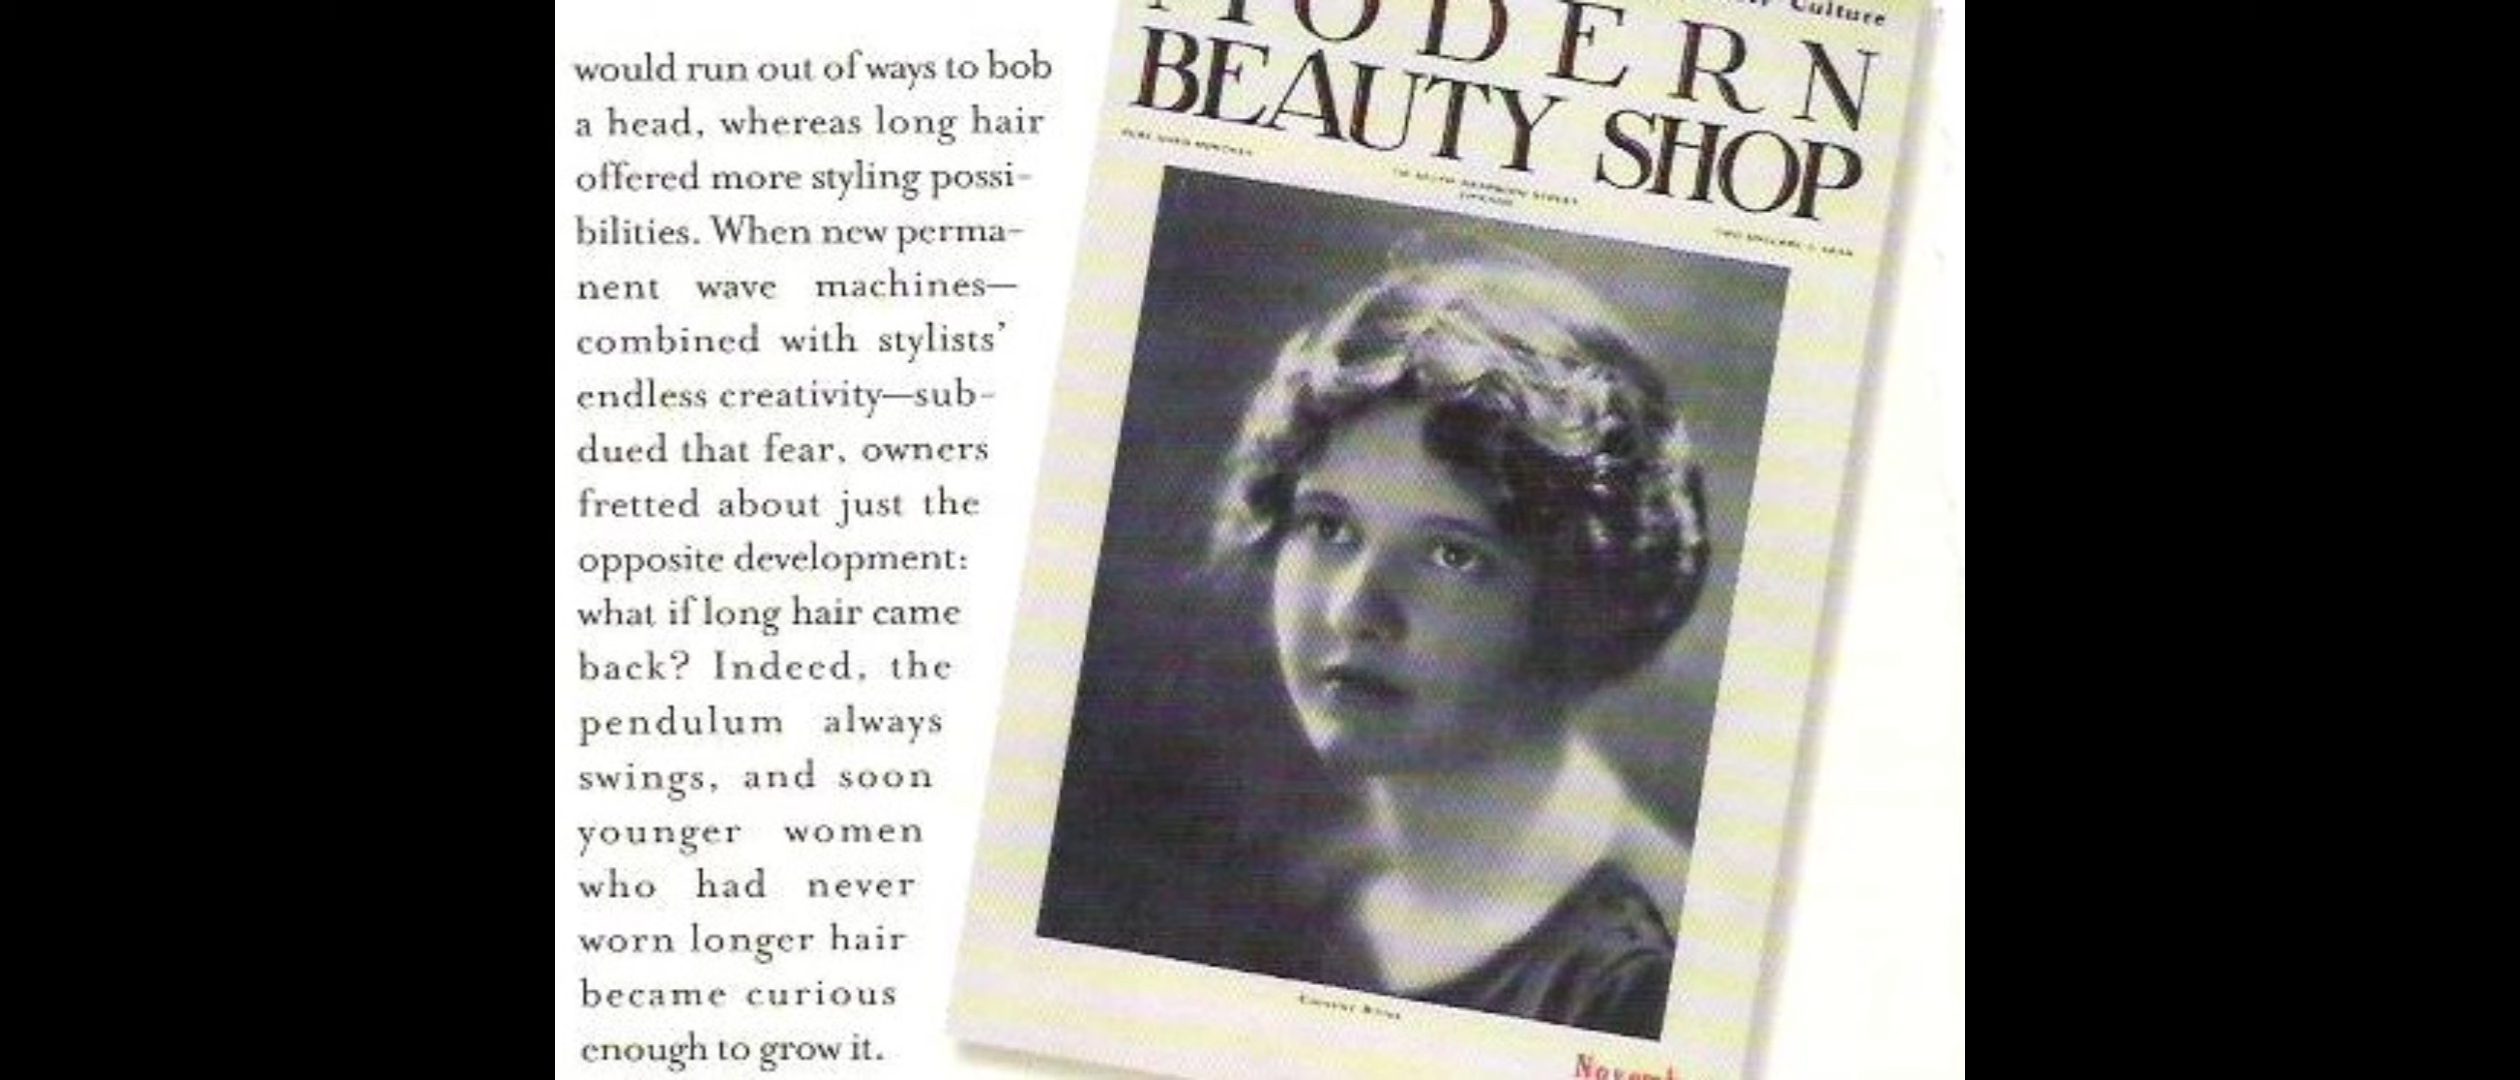 would run out of ways to bob
a head, whereas long hair
offered more styling possi-
bilities. When new perma-
nent wave machines—
combined with stylists'
endless creativity—sub-
dued that fear, owners
fretted about just the
opposite development:
what if long hair came
back? Indeed, the
pendulum always
swings, and soon
younger women
who had never
worn longer hair
became curious
enough to grow it.
Culture
MODERN
BEAUTY SHOP